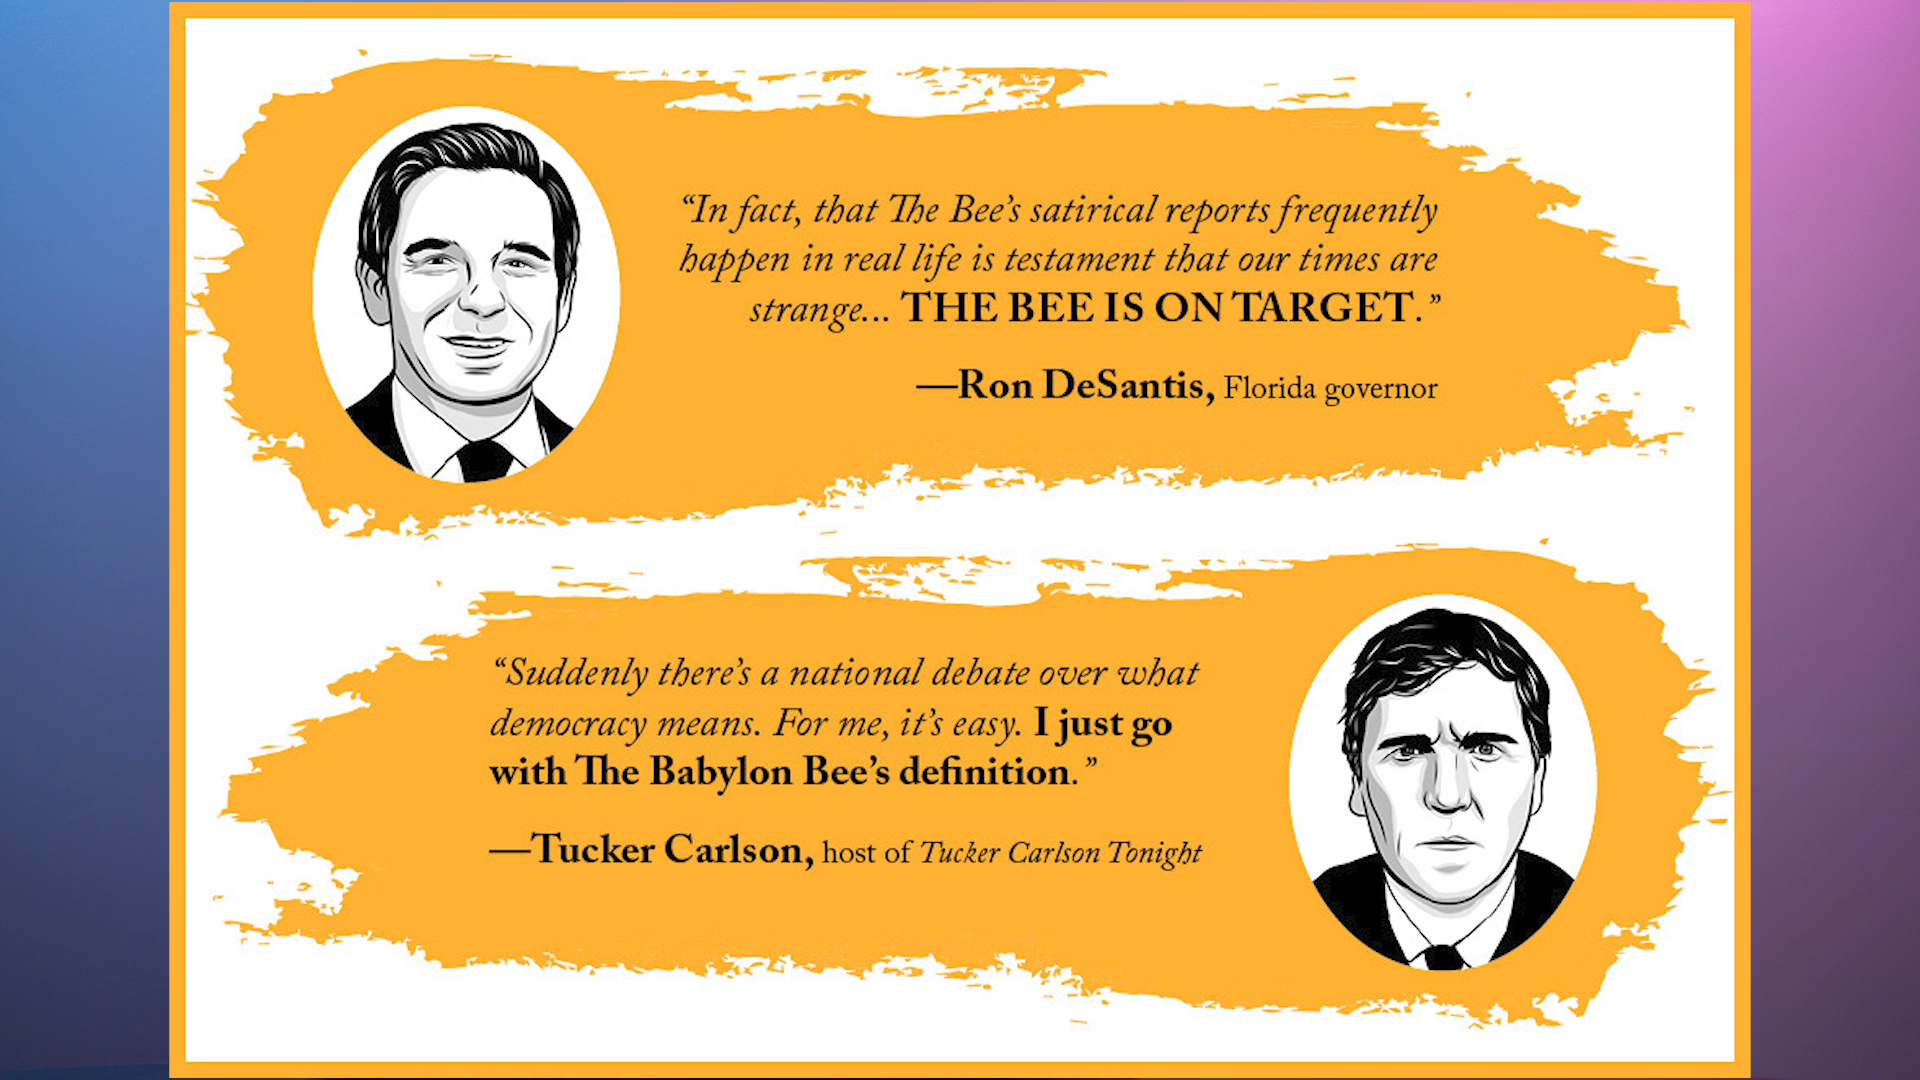 “In fact, that The Bee’s satirical reports frequently
happen in real life is testament that our times are
strange... THE BEE IS ON TARGET.”
—Ron DeSantis, Florida governor
“Suddenly there’s a national debate over what
democracy means. For me, it’s easy. I just go
with The Babylon Bee’s definition.”
—Tucker Carlson, host of Tucker Carlson Tonight